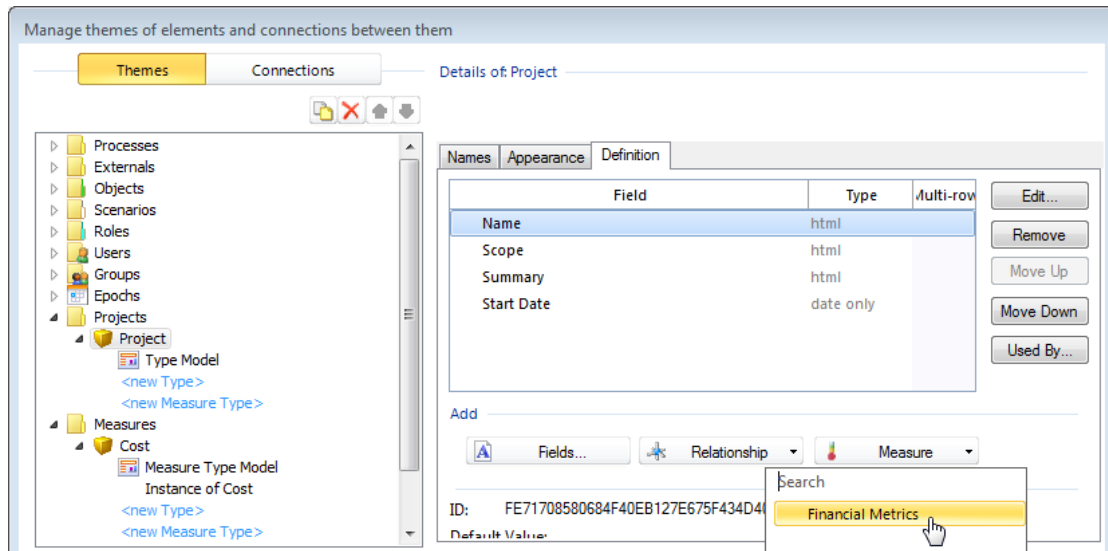 Manage themes of elements and connections between them
Themes Connections
Details of: Project
Processes
Externals
Objects
Scenarios
Roles
Users
Groups
Epochs
Projects
Project
Type Model
<new Type>
<new Measure Type>
Measures
Cost
Measure Type Model
Instance of Cost
<new Type>
<new Measure Type>
Names Appearance Definition
Field Type Multi-row
Name html
Scope html
Summary html
Start Date date only
Edit...
Remove
Move Up
Move Down
Used By...
Add
Fields... Relationship Measure
Search
Financial Metrics
ID: FE71708580684F40EB127E675F434D4
Default Value: